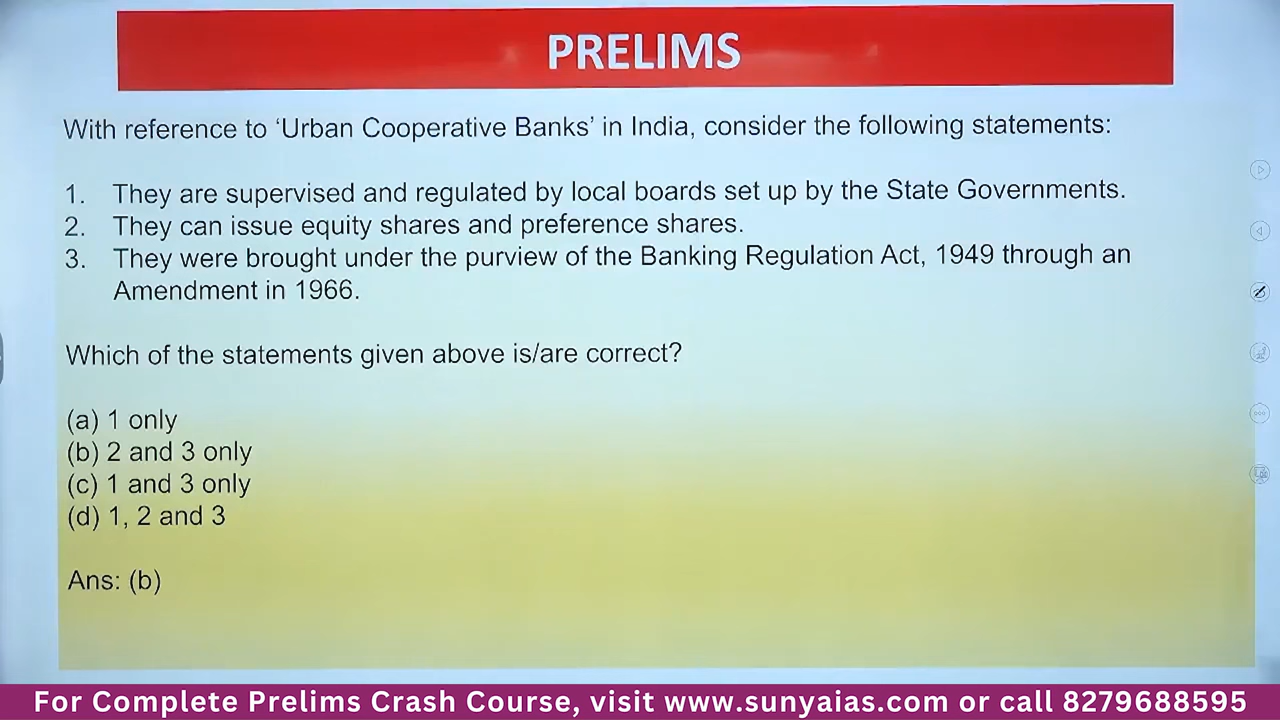 PRELIMS
With reference to ‘Urban Cooperative Banks’ in India, consider the following statements:
1. They are supervised and regulated by local boards set up by the State Governments.
2. They can issue equity shares and preference shares.
3. They were brought under the purview of the Banking Regulation Act, 1949 through an
Amendment in 1966.
Which of the statements given above is/are correct?
(a) 1 only
(b) 2 and 3 only
(c) 1 and 3 only
(d) 1, 2 and 3
Ans: (b)
For Complete Prelims Crash Course, visit www.sunyaias.com or call 8279688595